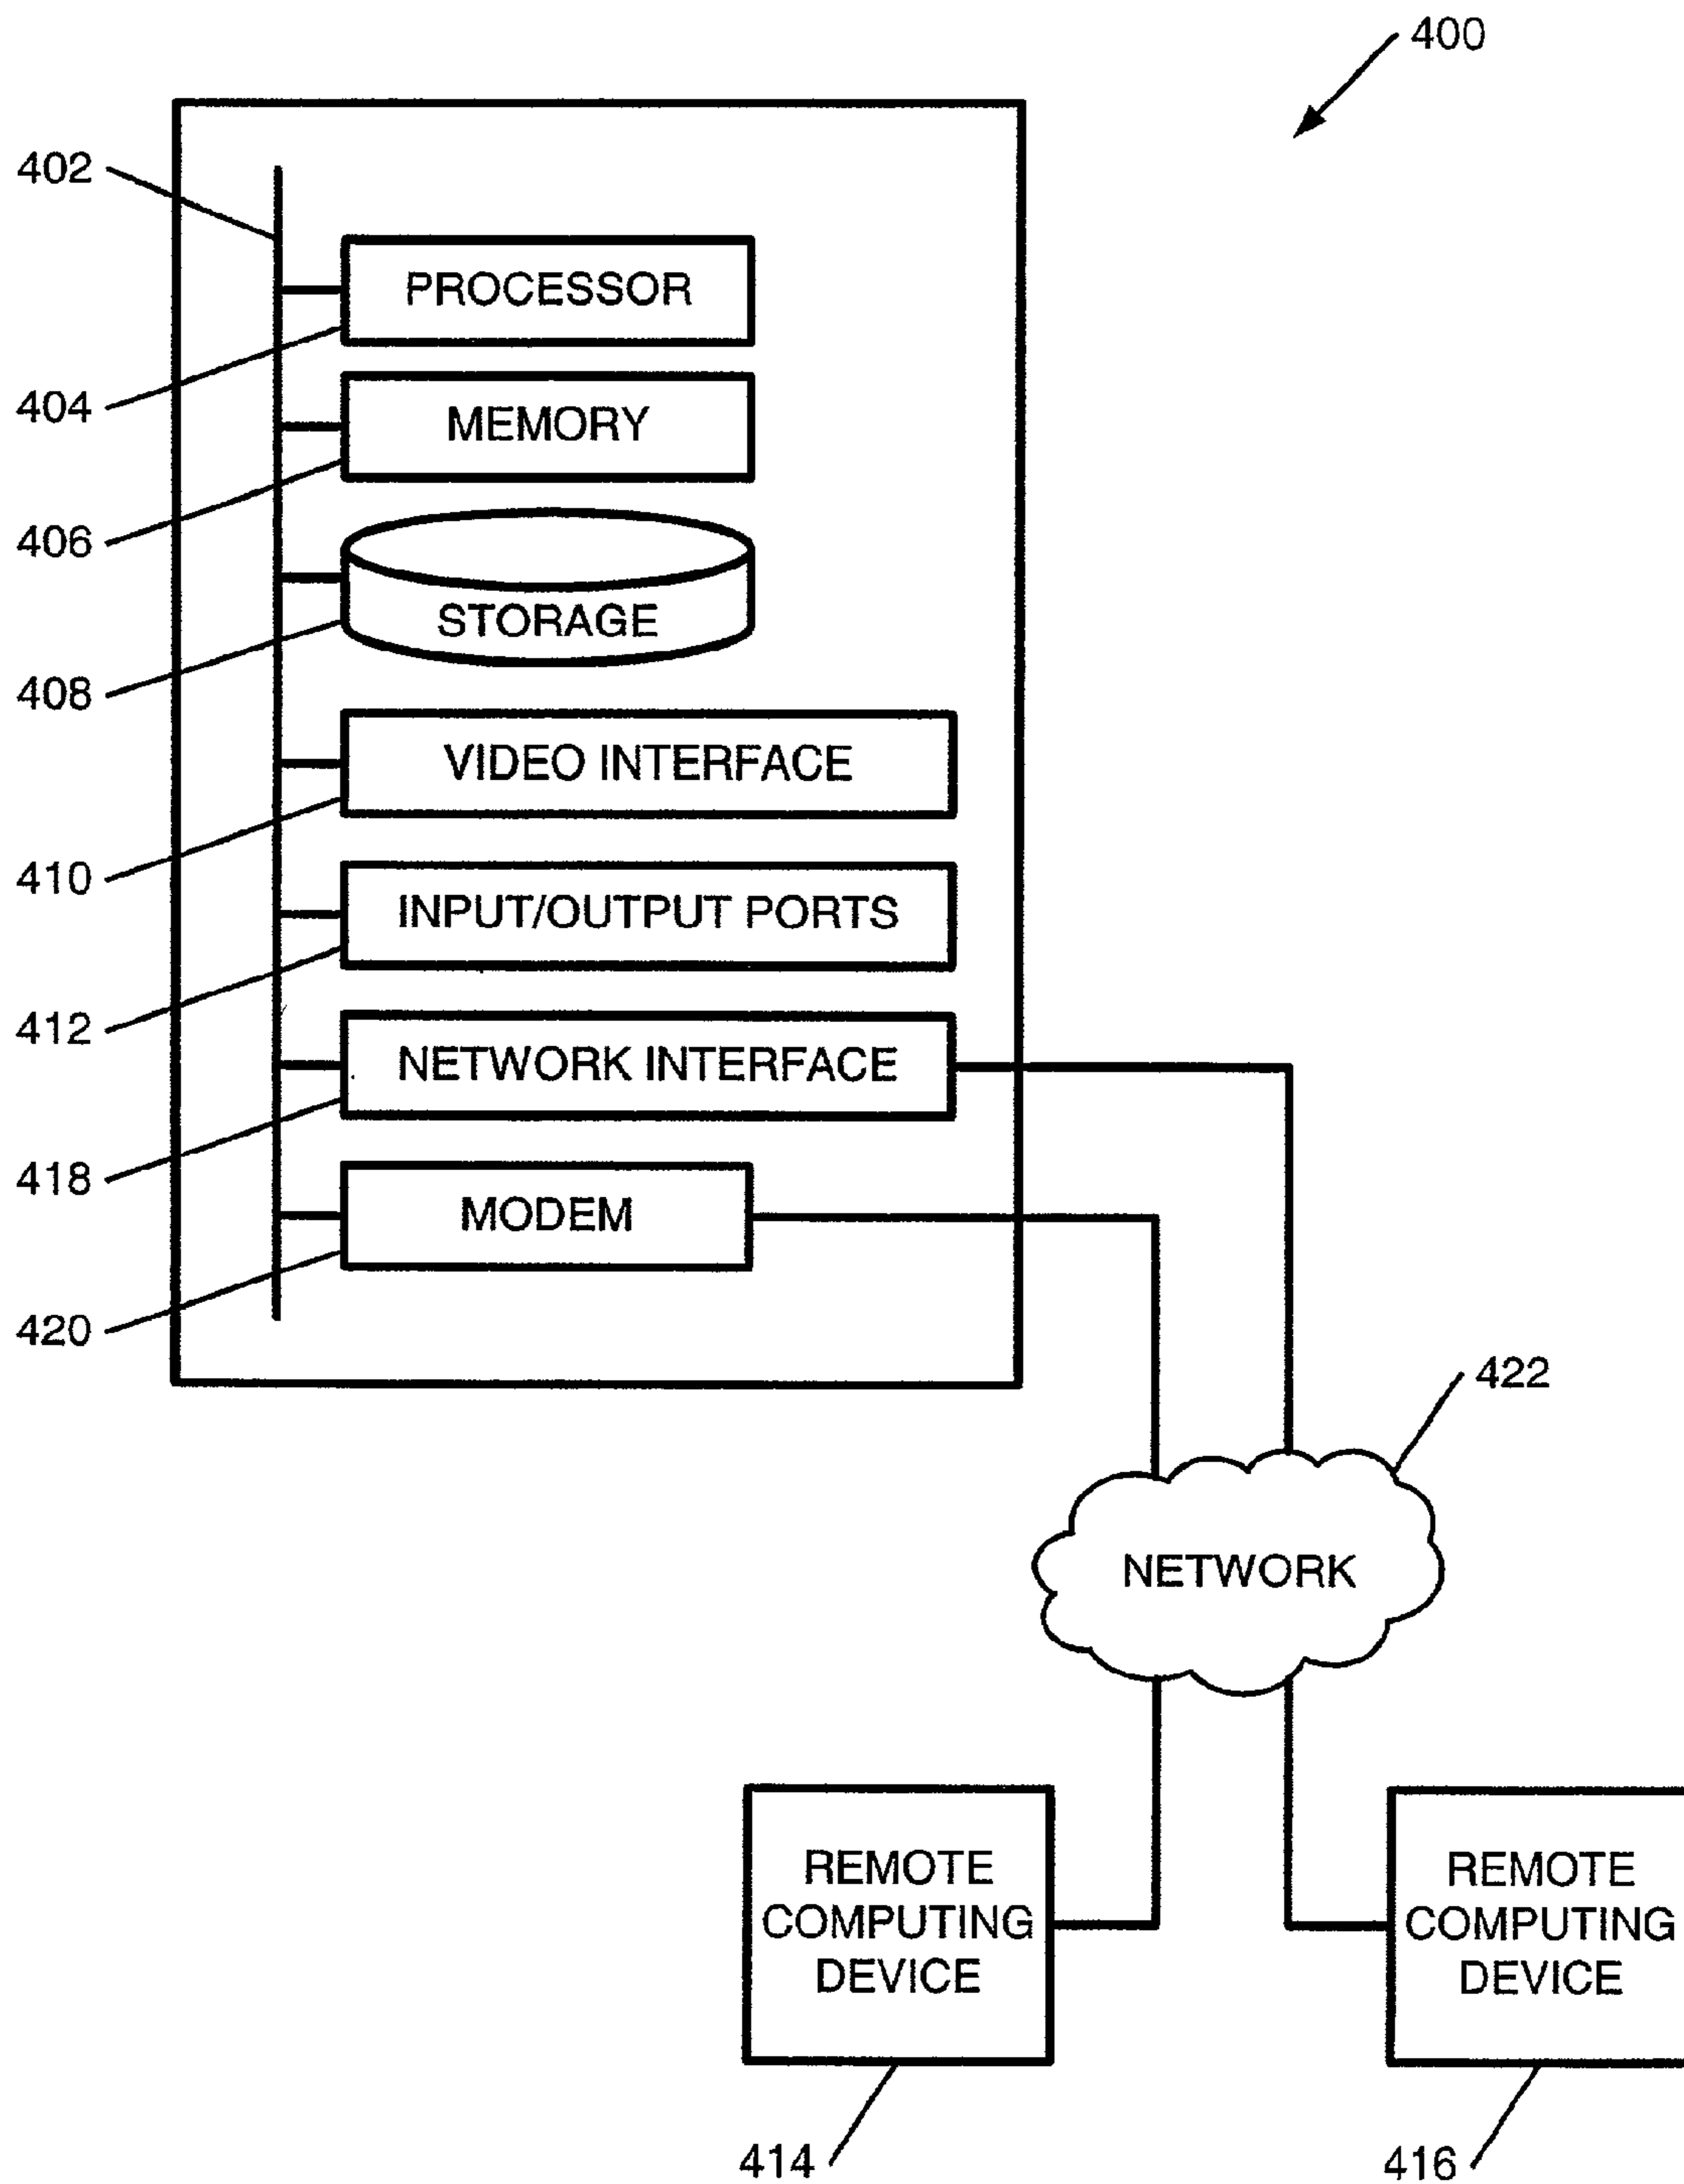 400
402
PROCESSOR
404
MEMORY
406
STORAGE
408
VIDEO INTERFACE
410
INPUT/OUTPUT PORTS
412
NETWORK INTERFACE
418
MODEM
420
422
NETWORK
REMOTE
COMPUTING
DEVICE
414
REMOTE
COMPUTING
DEVICE
416